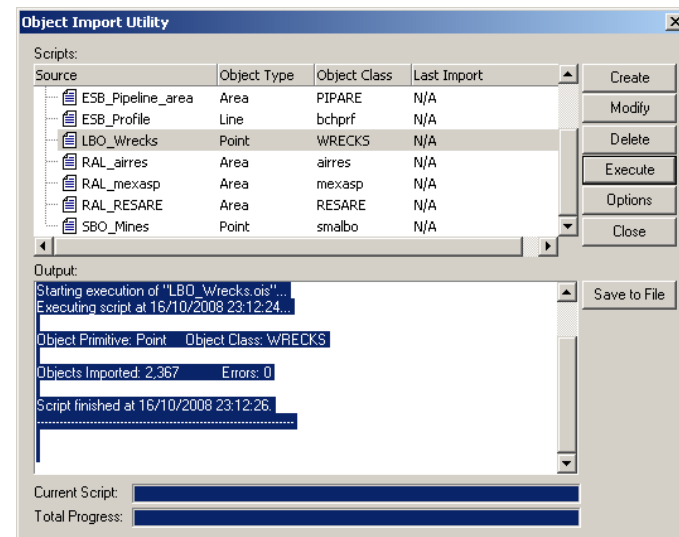 Object Import Utility
Scripts:
Source Object Type Object Class Last Import
ESB_Pipeline_area Area PIPARE N/A
ESB_Profile Line bchprf N/A
LBO_Wrecks Point WRECKS N/A
RAL_airres Area airres N/A
RAL_mexasp Area mexasp N/A
RAL_RESARE Area RESARE N/A
SBO_Mines Point smalbo N/A
Create
Modify
Delete
Execute
Options
Close
Output:
Starting execution of "LBO_Wrecks.ois"...
Executing script at 16/10/2008 23:12:24...
Object Primitive: Point Object Class: WRECKS
Objects Imported: 2,367 Errors: 0
Script finished at 16/10/2008 23:12:26.
Save to File
Current Script:
Total Progress: